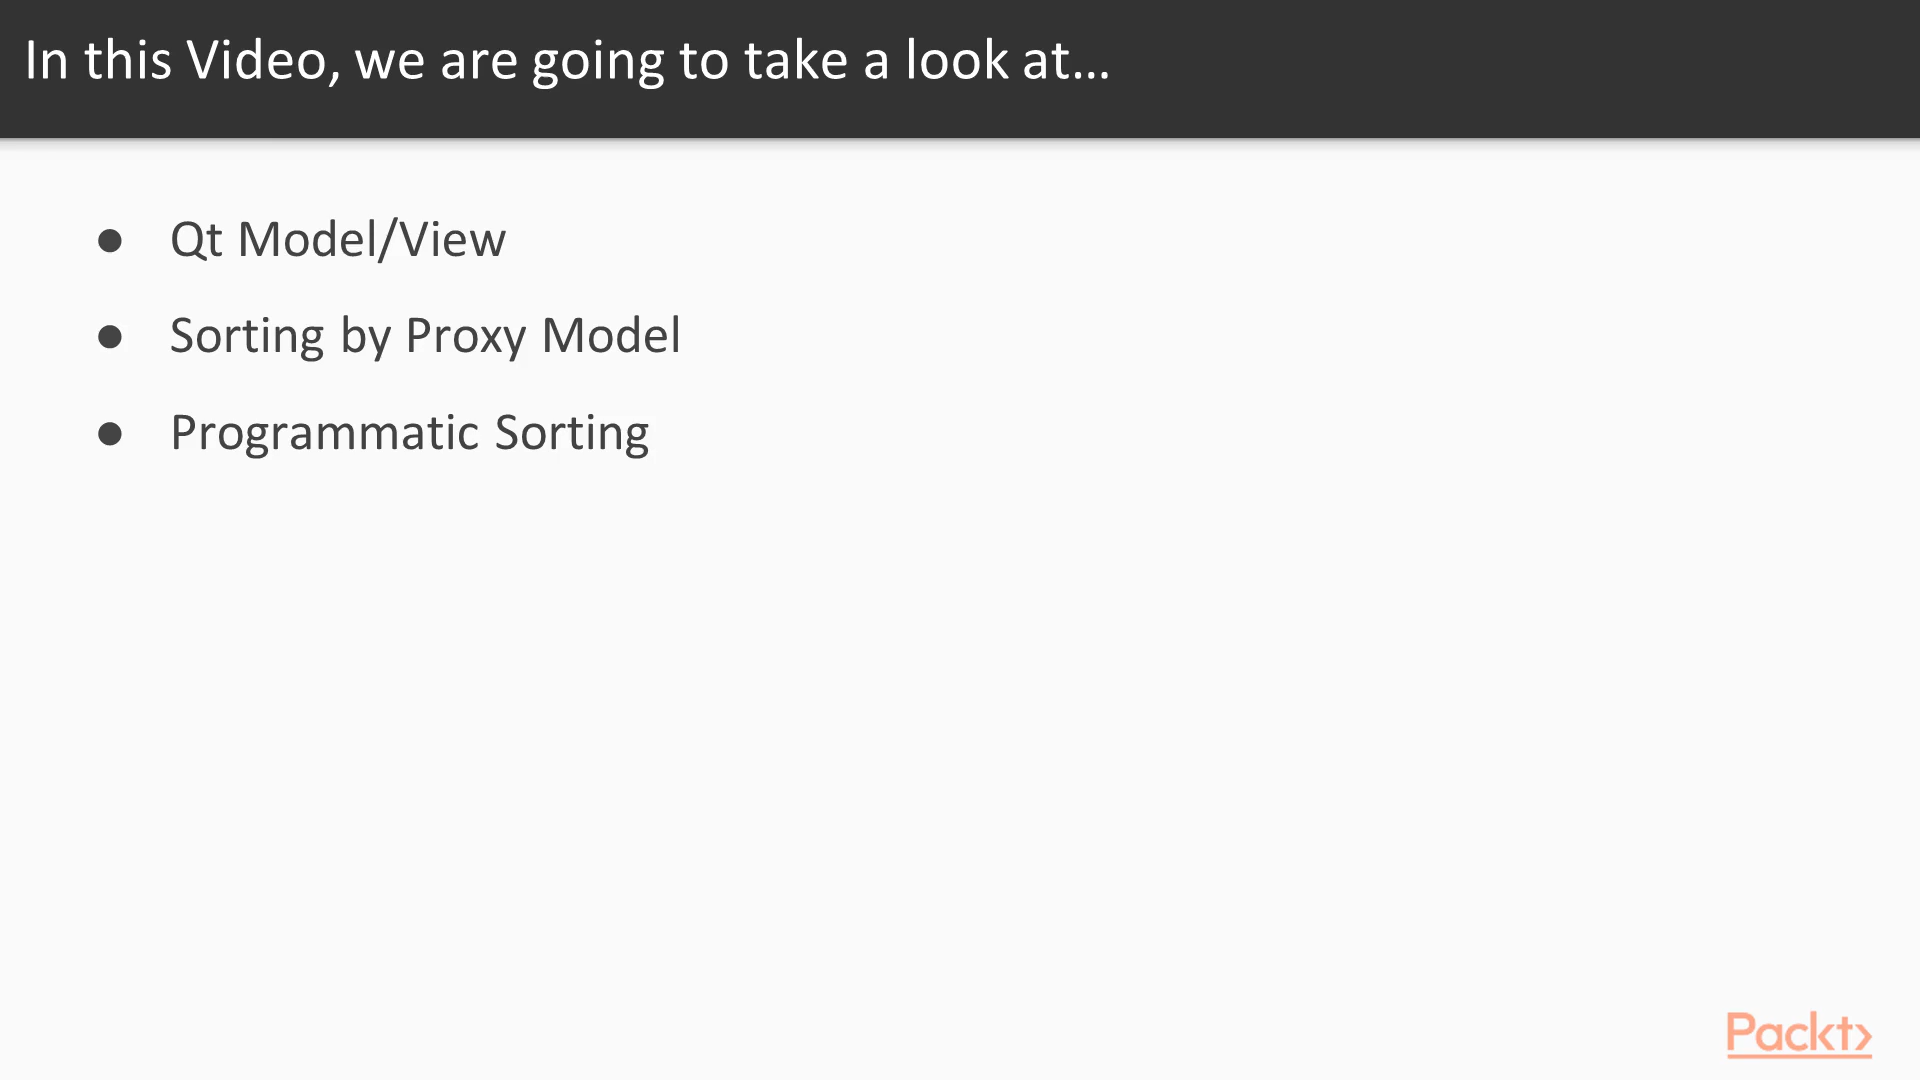 In this Video, we are going to take a look at…
● Qt Model/View
● Sorting by Proxy Model
● Programmatic Sorting
Packt>